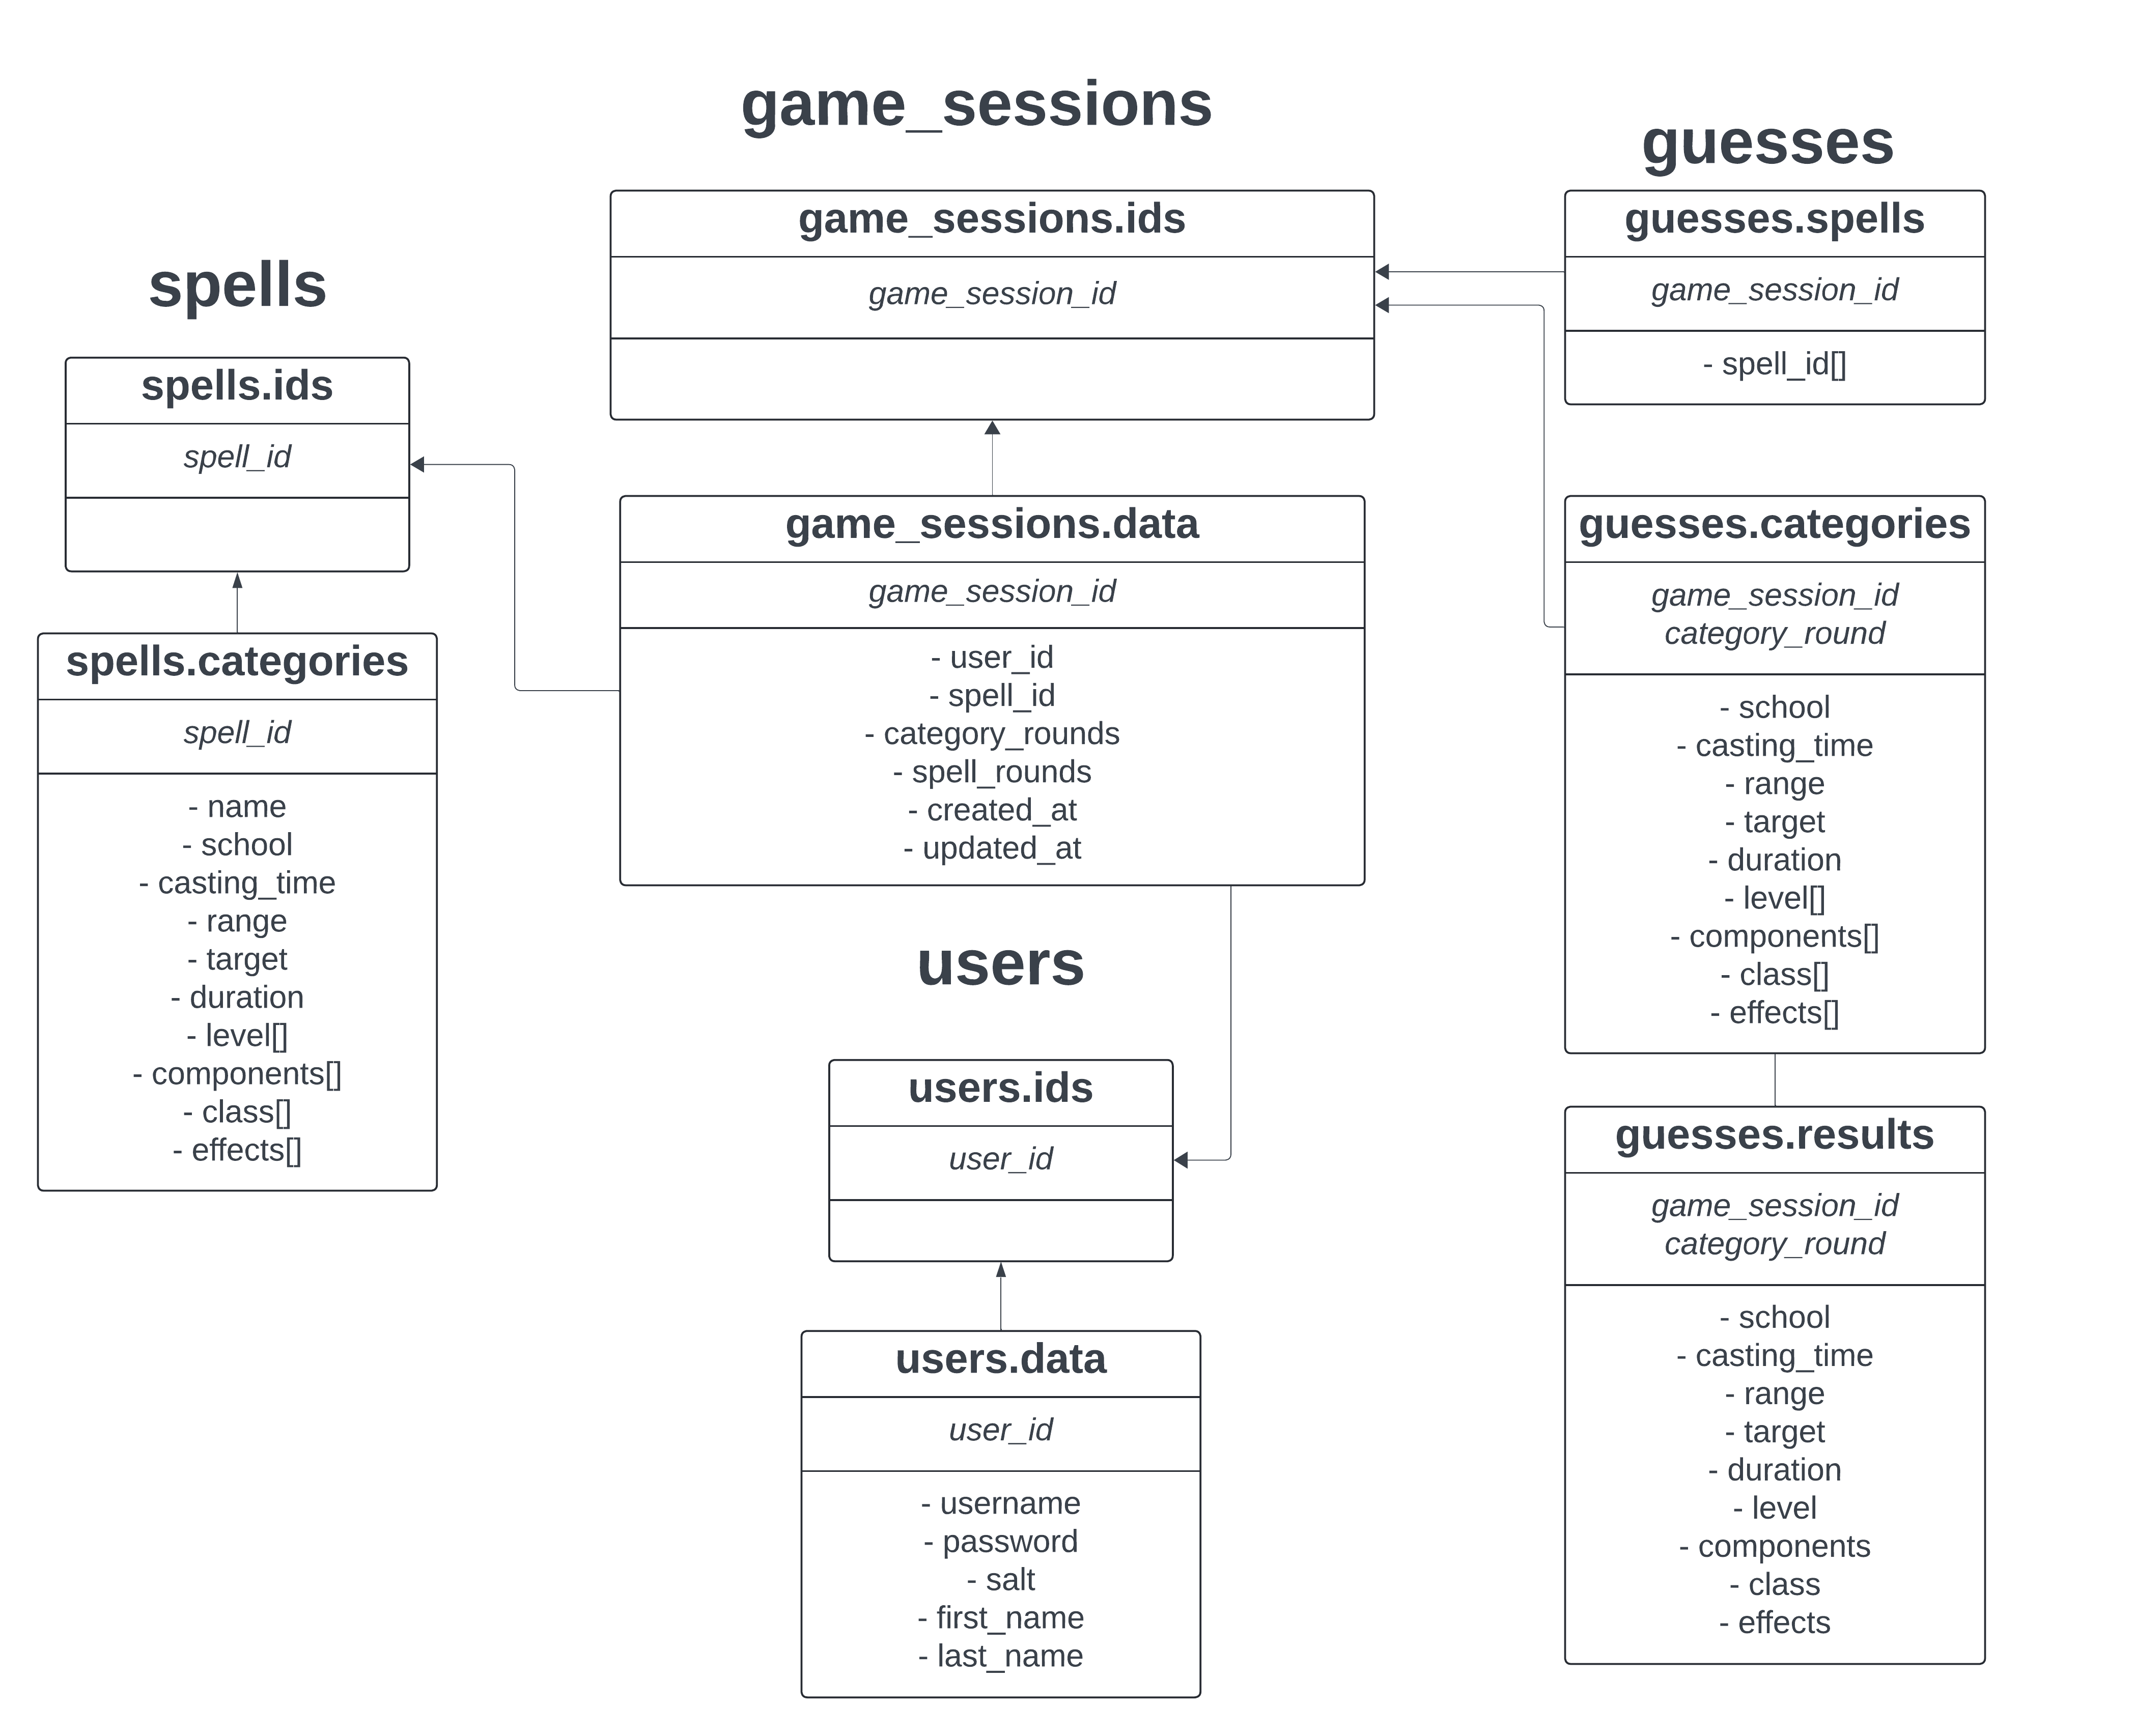 spells
spells.ids
spell_id
spells.categories
spell_id
- name
- school
- casting_time
- range
- target
- duration
- level[]
- components[]
- class[]
- effects[]
game_sessions
game_sessions.ids
game_session_id
game_sessions.data
game_session_id
- user_id
- spell_id
- category_rounds
- spell_rounds
- created_at
- updated_at
users
users.ids
user_id
users.data
user_id
- username
- password
- salt
- first_name
- last_name
guesses
guesses.spells
game_session_id
- spell_id[]
guesses.categories
game_session_id
category_round
- school
- casting_time
- range
- target
- duration
- level[]
- components[]
- class[]
- effects[]
guesses.results
game_session_id
category_round
- school
- casting_time
- range
- target
- duration
- level
- components
- class
- effects